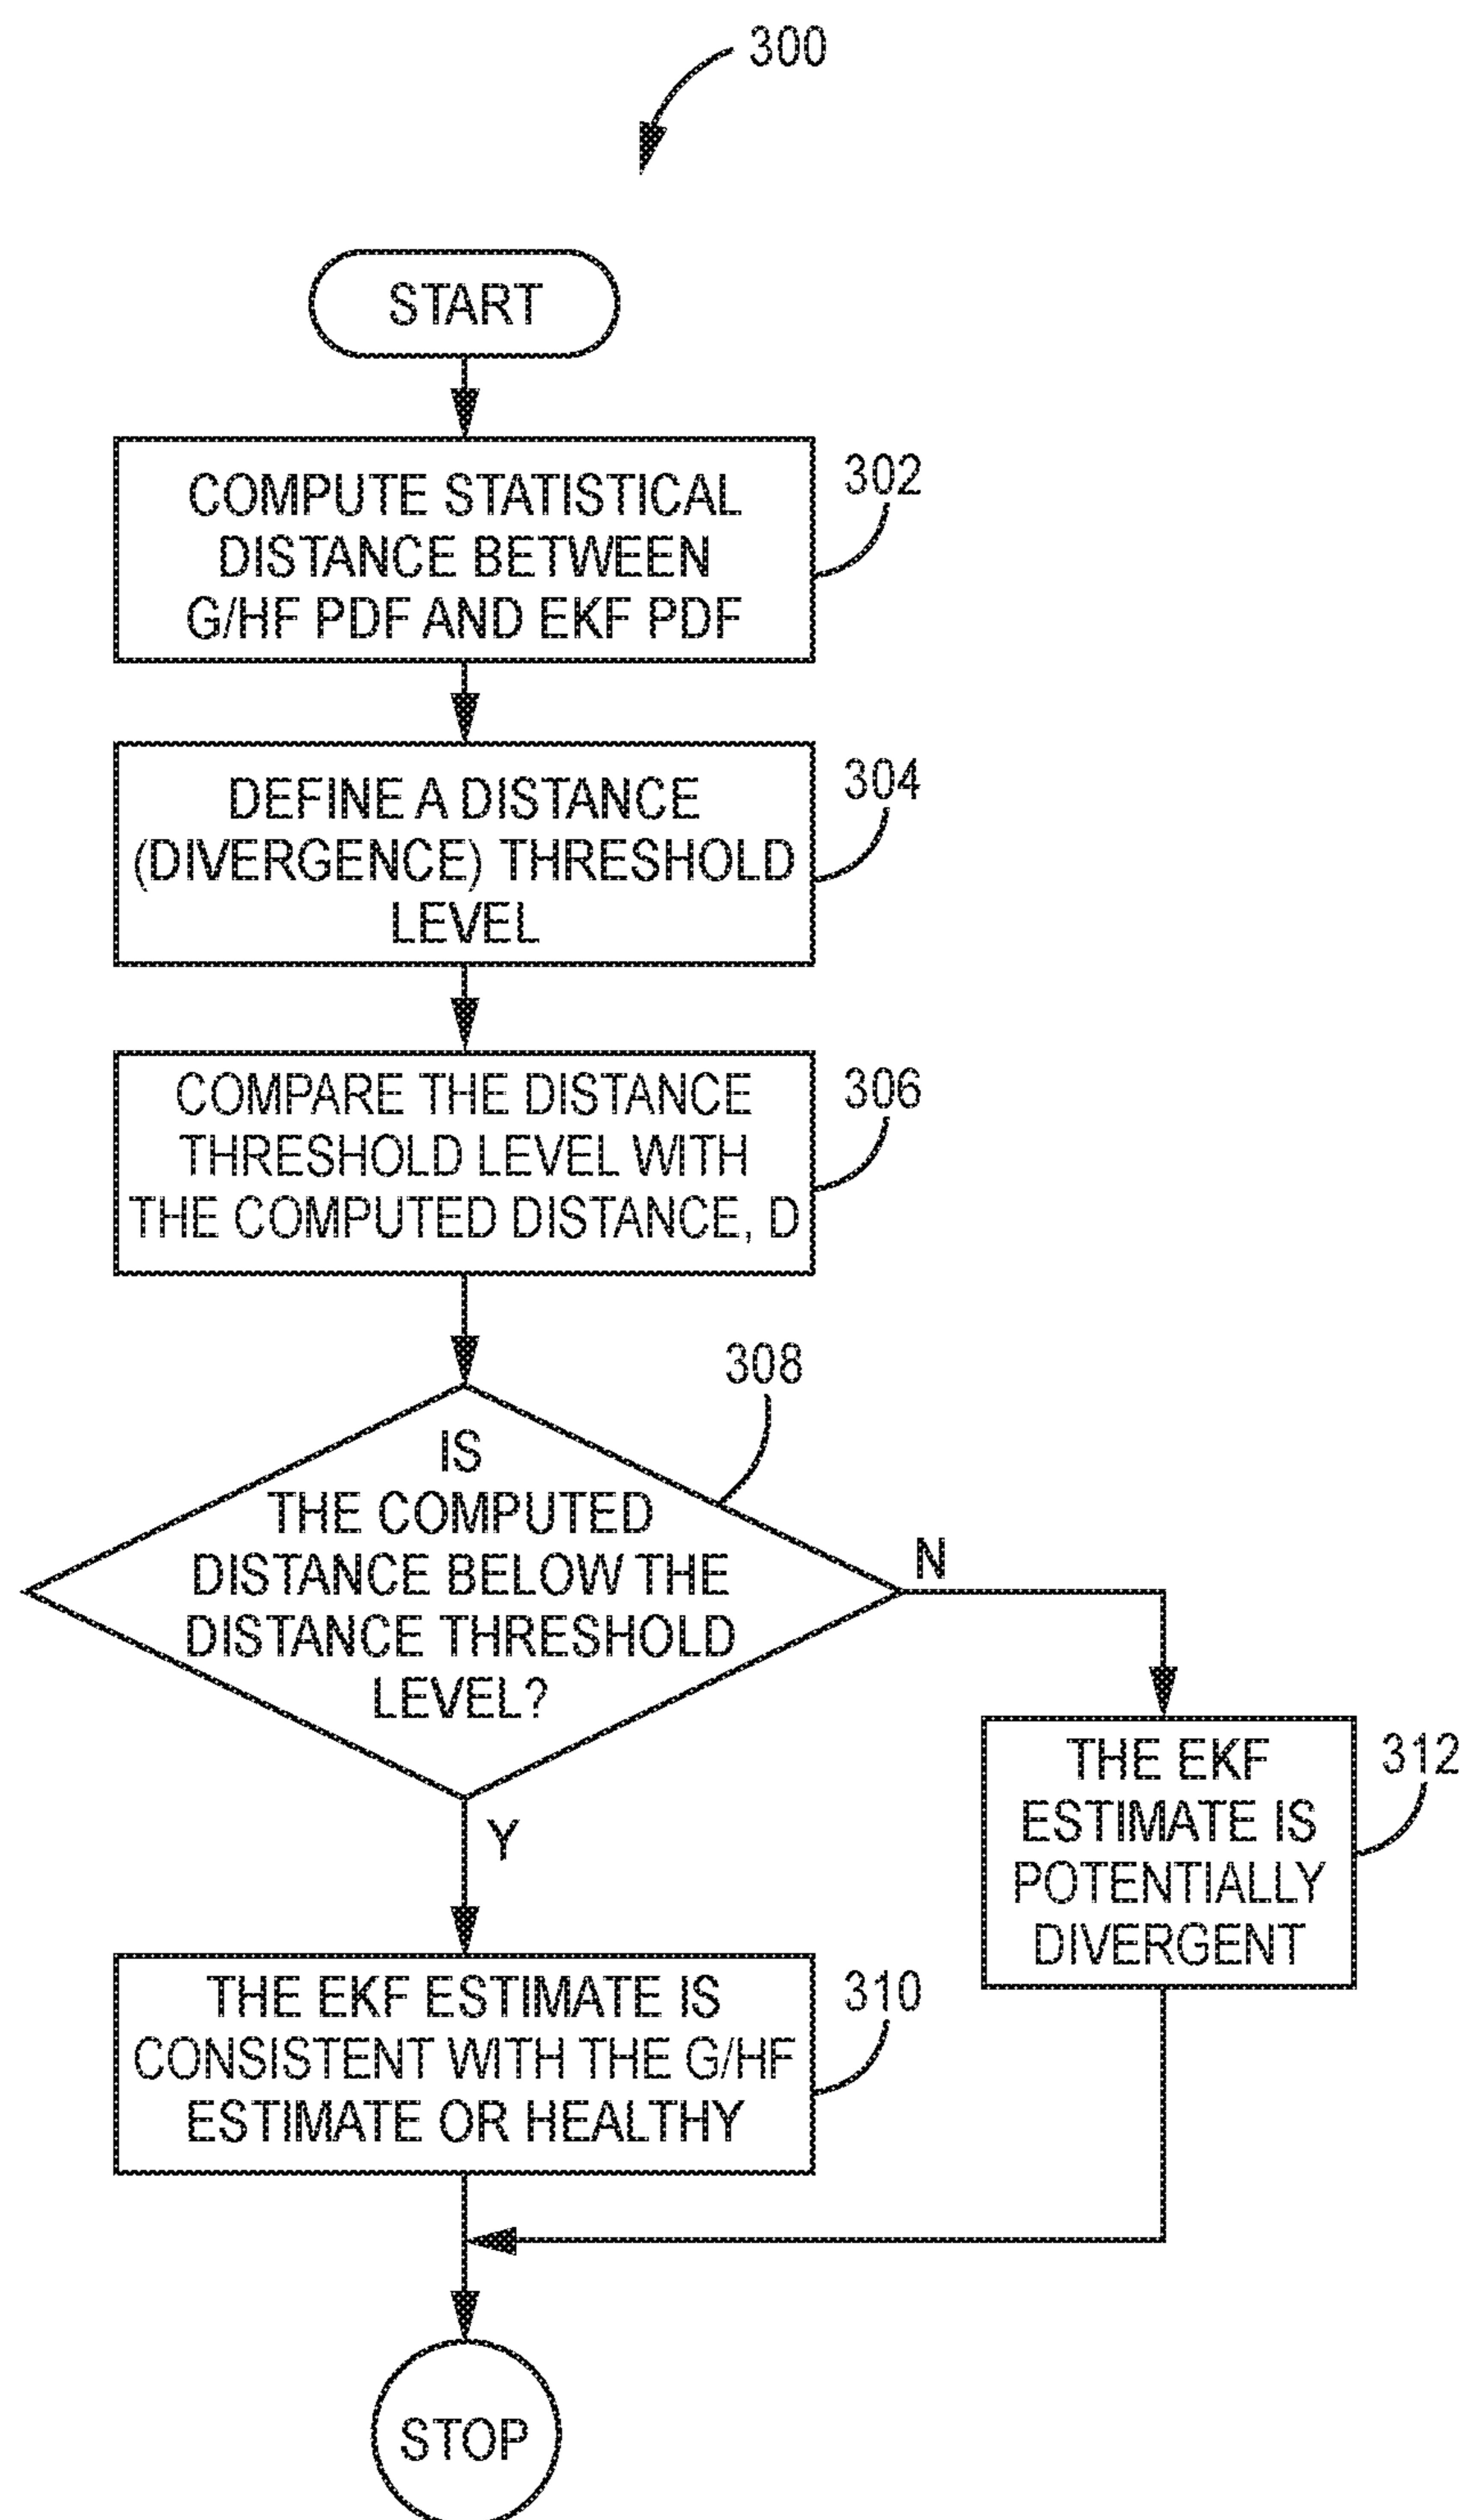 300
START
COMPUTE STATISTICAL
DISTANCE BETWEEN
G/HF PDF AND EKF PDF
302
DEFINE A DISTANCE
(DIVERGENCE) THRESHOLD
LEVEL
304
COMPARE THE DISTANCE
THRESHOLD LEVEL WITH
THE COMPUTED DISTANCE, D
306
308
IS
THE COMPUTED
DISTANCE BELOW THE
DISTANCE THRESHOLD
LEVEL?
N
Y
THE EKF
ESTIMATE IS
POTENTIALLY
DIVERGENT
312
THE EKF ESTIMATE IS
CONSISTENT WITH THE G/HF
ESTIMATE OR HEALTHY
310
STOP